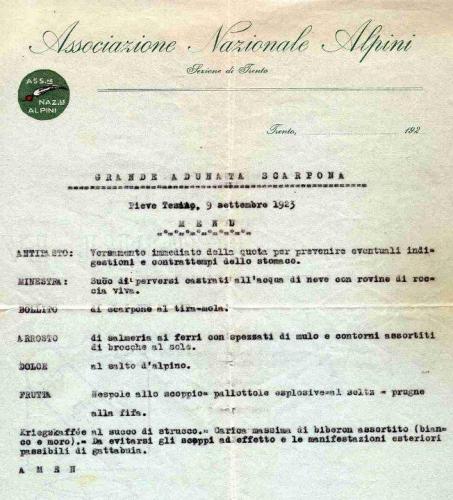 Associazione Nazionale Alpini
Sezione di Trento
ASS.NE
NAZ.LE
ALPINI
Trento, 192
GRANDE ADUNATA SCARPONA
Pieve Tesino, 9 settembre 1923
MENU
ANTIPASTO: Versamento immediato della quota per prevenire eventuali indi-
gestioni e contrattempi dello stomaco.
MINESTRA: Sugo di perversi castrati all'acqua di neve con rovine di roc-
cia viva.
BOLLITO di scarpone al tira-mola.
ARROSTO di salmeria ai ferri con spezzati di mulo e contorni assortiti
di brocche al sole.
DOLCE al salto d'alpino.
FRUTTA Nespole allo scoppio- pallottole esplosive-al seltz - prugne
alla fifa.
Kriegskaffée al succo di strucco.- Carica massima di biberon assortito (bian-
co e moro).- Da evitarsi gli scoppi ad effetto e le manifestazioni esteriori
passibili di gattabuia.
A M E N